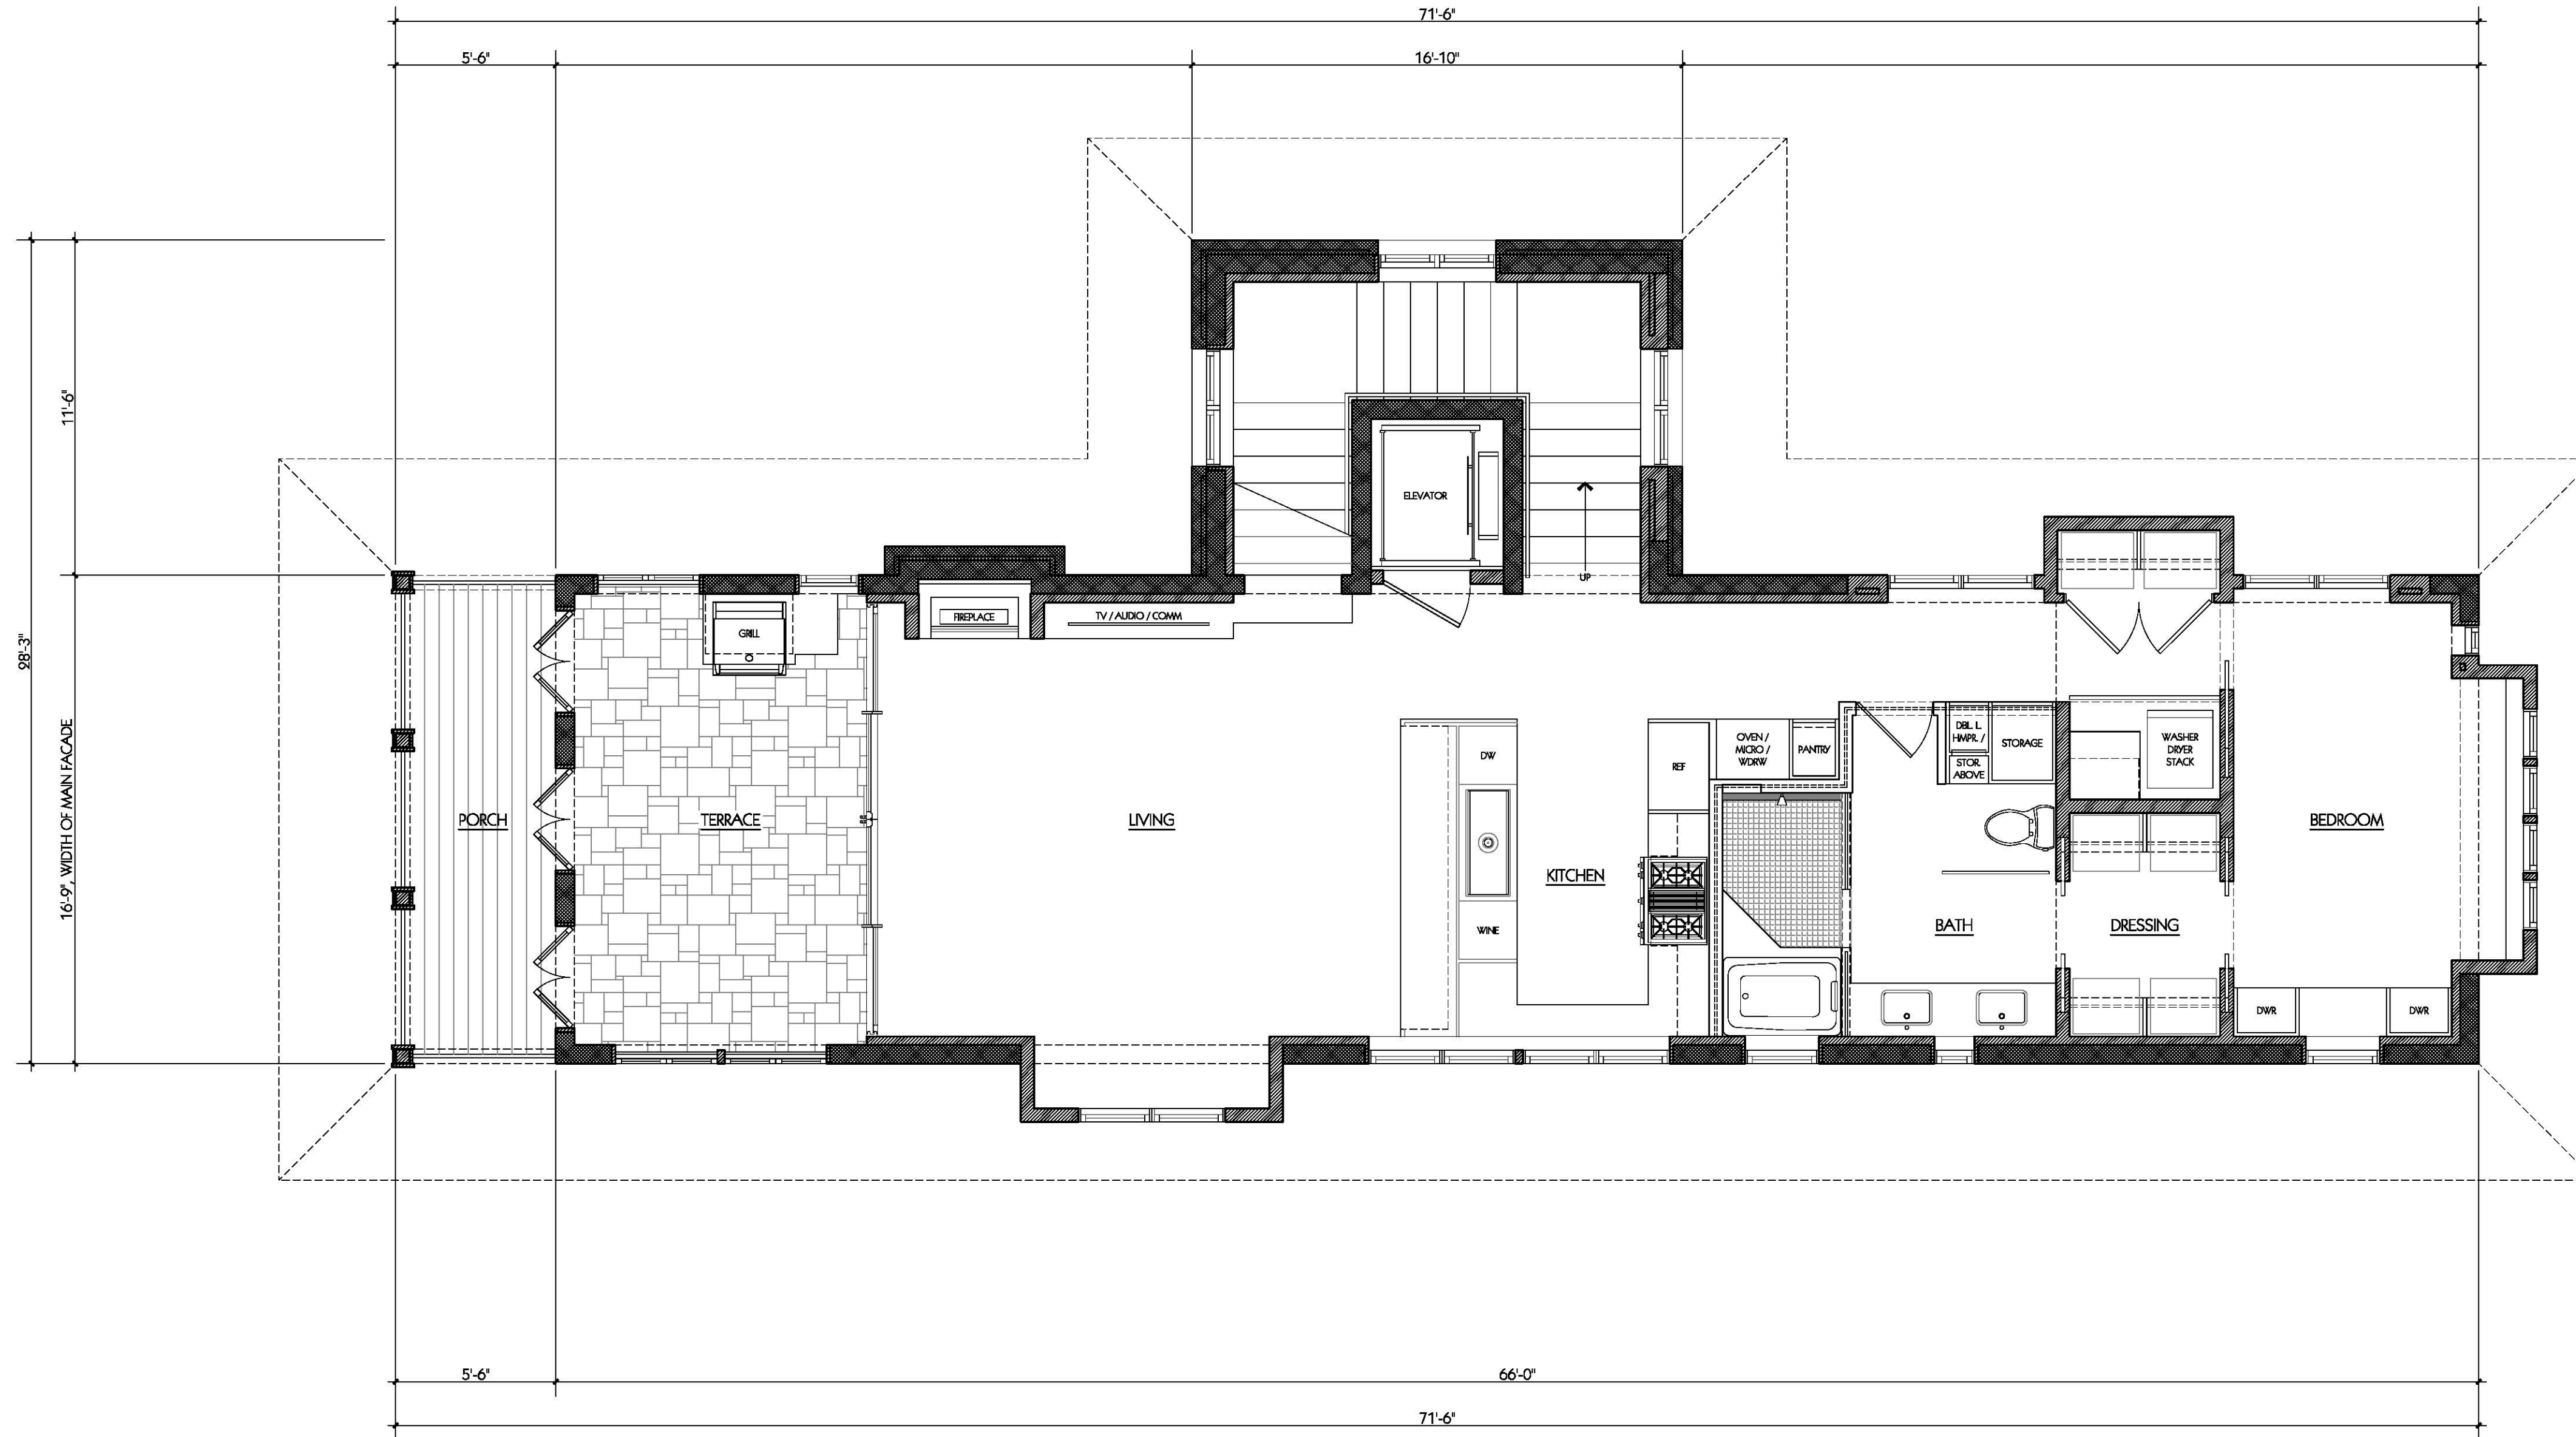 71'-6"
5'-6"
16'-10"
11'-6"
28'-3"
16'-9", WIDTH OF MAIN FACADE
ELEVATOR
UP
FIREPLACE
TV / AUDIO / COMM
GRILL
PORCH
TERRACE
LIVING
KITCHEN
DW
WINE
REF
OVEN /
MICRO /
WDRW
PANTRY
DBL. L.
HMPR. /
STOR.
ABOVE
STORAGE
WASHER
DRYER
STACK
BATH
DRESSING
BEDROOM
DWR
DWR
5'-6"
66'-0"
71'-6"